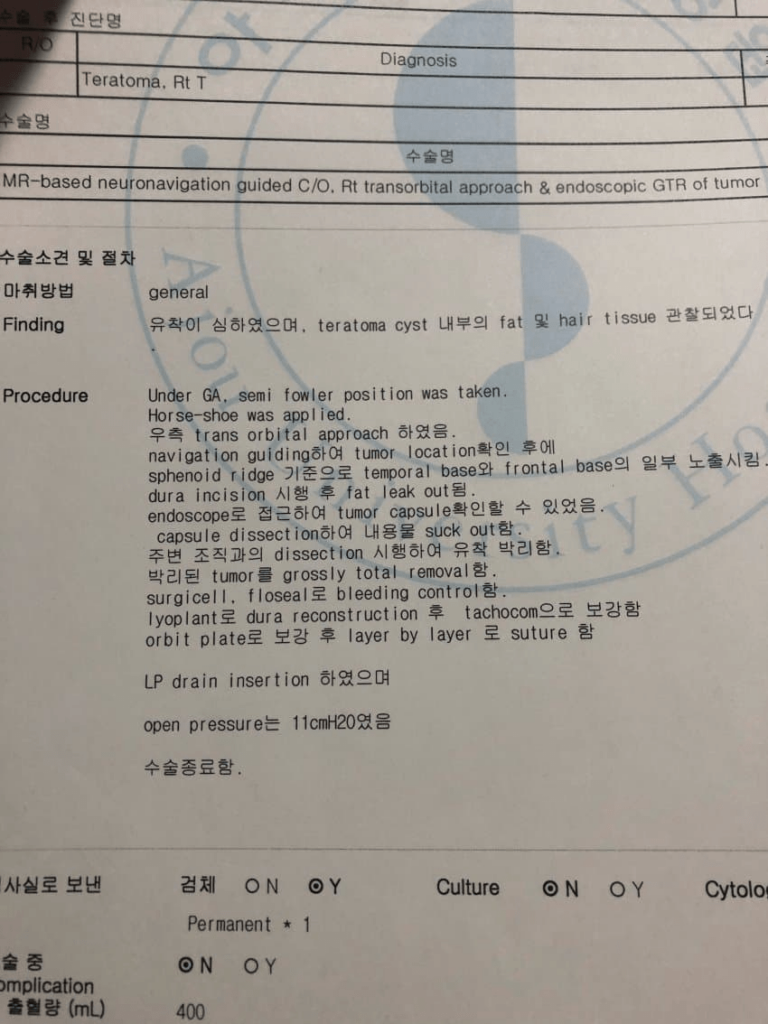 수술 후 진단명
R/O Diagnosis
Teratoma, Rt T
수술명
수술명
MR-based neuronavigation guided C/O, Rt transorbital approach & endoscopic GTR of tumor
수술소견 및 절차
마취방법 general
Finding 유착이 심하였으며, teratoma cyst 내부의 fat 및 hair tissue 관찰되었다
.
Procedure Under GA, semi fowler position was taken.
Horse-shoe was applied.
우측 trans orbital approach 하였음.
navigation guiding하여 tumor location확인 후에
sphenoid ridge 기준으로 temporal base와 frontal base의 일부 노출시킴.
dura incision 시행 후 fat leak out됨.
endoscope로 접근하여 tumor capsule확인할 수 있었음.
capsule dissection하여 내용물 suck out함.
주변 조직과의 dissection 시행하여 유착 박리함.
박리된 tumor를 grossly total removal함.
surgicell, floseal로 bleeding control함.
lyoplant로 dura reconstruction 후 tachocom으로 보강함
orbit plate로 보강 후 layer by layer 로 suture 함
LP drain insertion 하였으며
open pressure는 11cmH20였음
수술종료함.
사실로 보낸 검체 N Y Culture N Y Cytolo
Permanent * 1
술 중 N Y
omplication
출혈량 (mL) 400
아
Ajou sity Ho